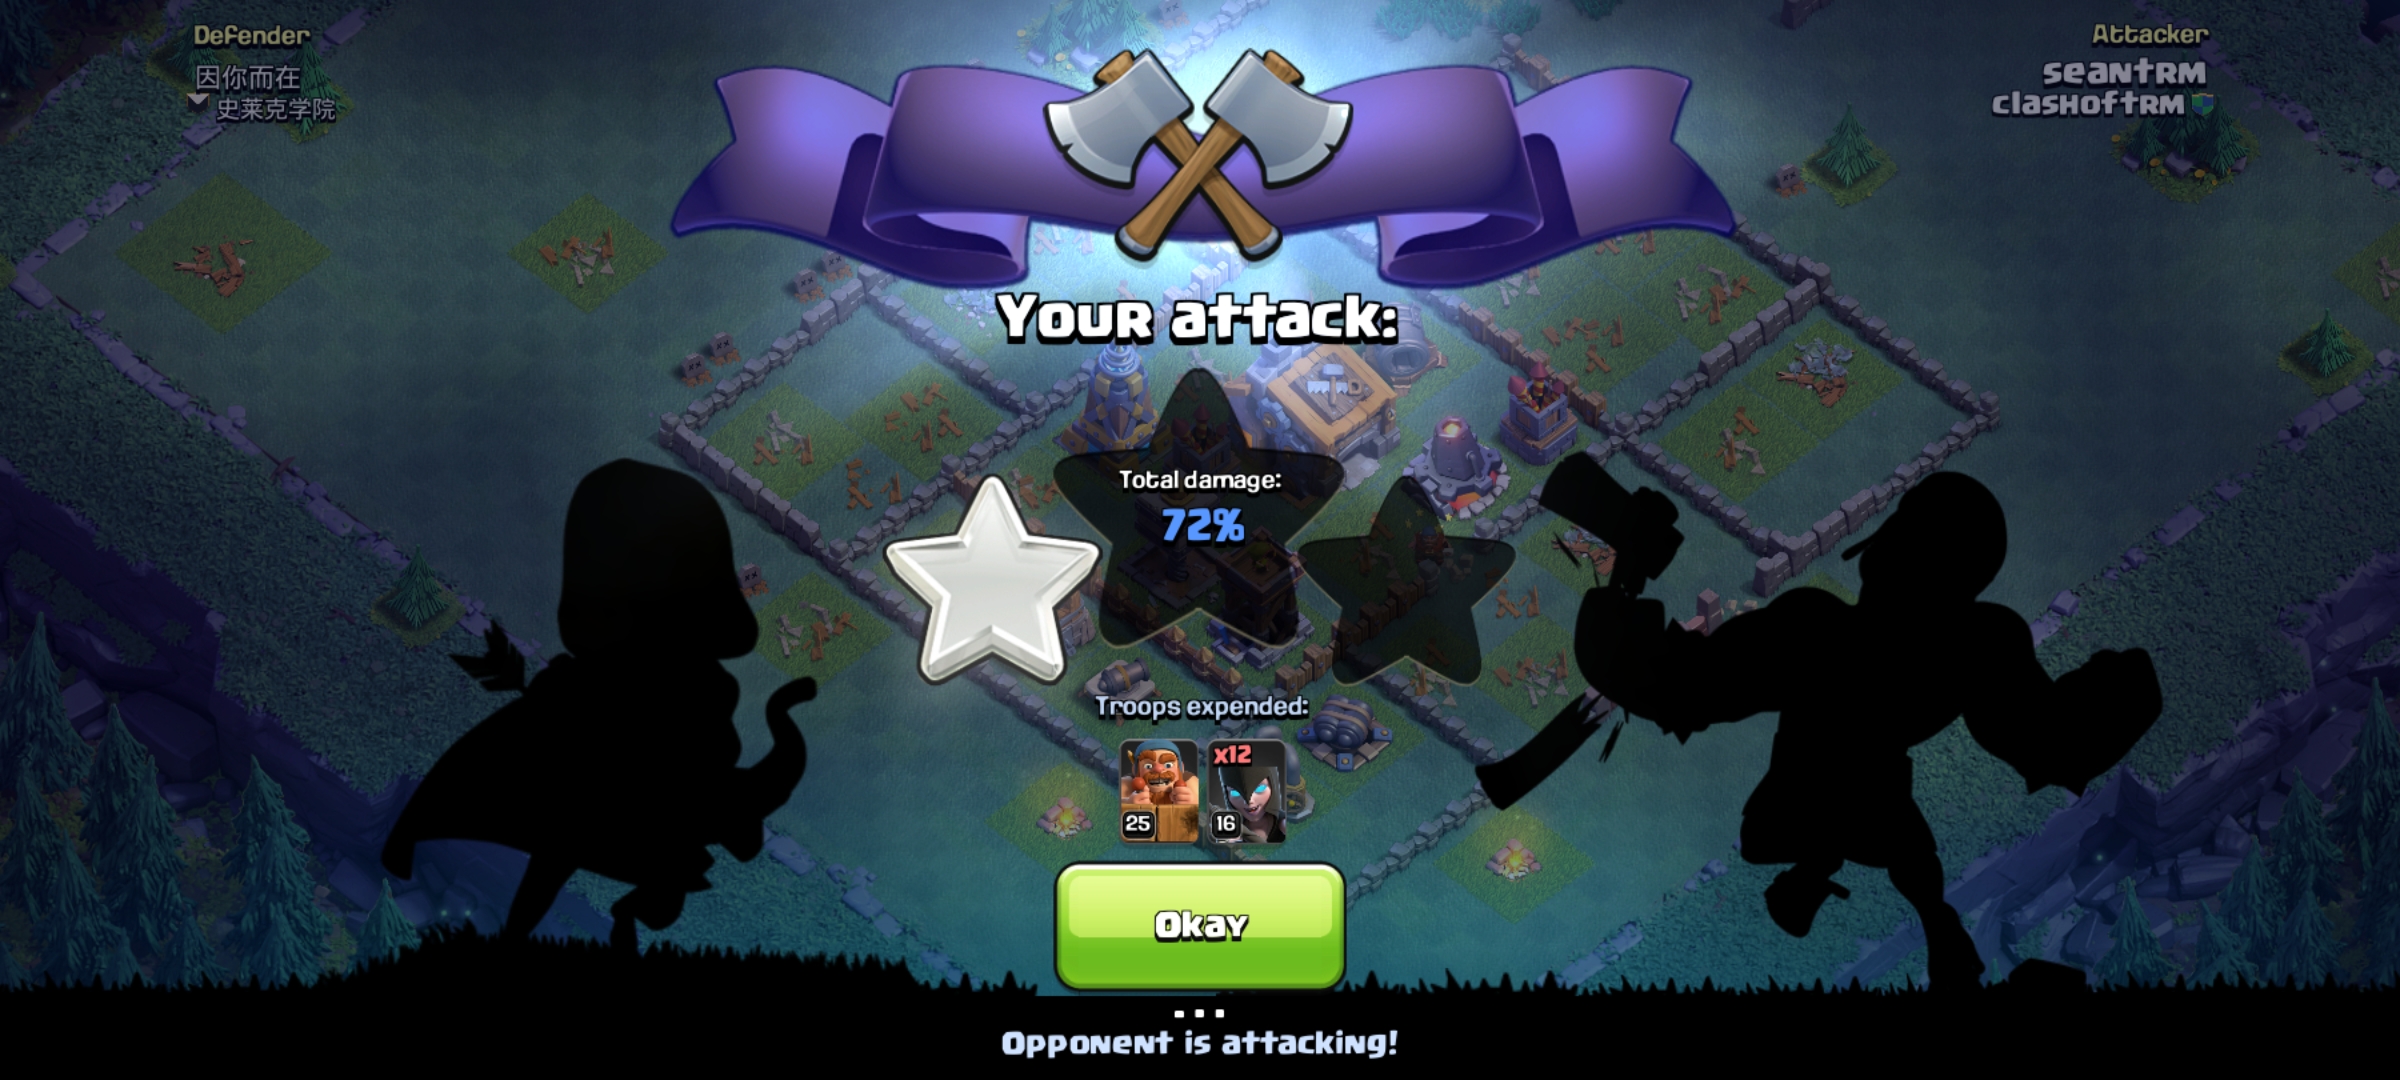 Defender
因你而在
史莱克学院
Attacker
seantRM
clashoftRM
Your attack:
Total damage:
72%
Troops expended:
x12
25
16
Okay
...
Opponent is attacking!